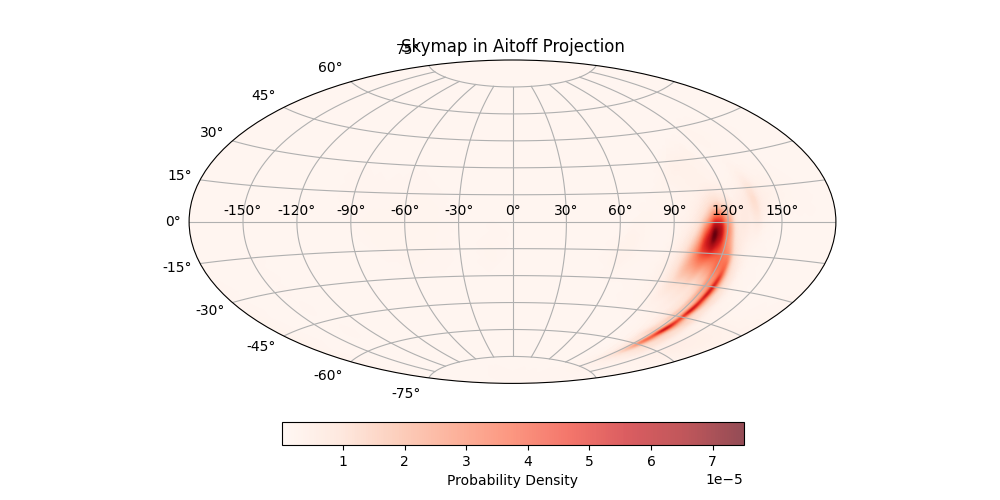 Skymap in Aitoff Projection
75°
60°
45°
30°
15°
-150° -120° -90° -60° -30° 0° 30° 60° 90° 120° 150°
0°
-15°
-30°
-45°
-60°
-75°
1 2 3 4 5 6 7
1e−5
Probability Density